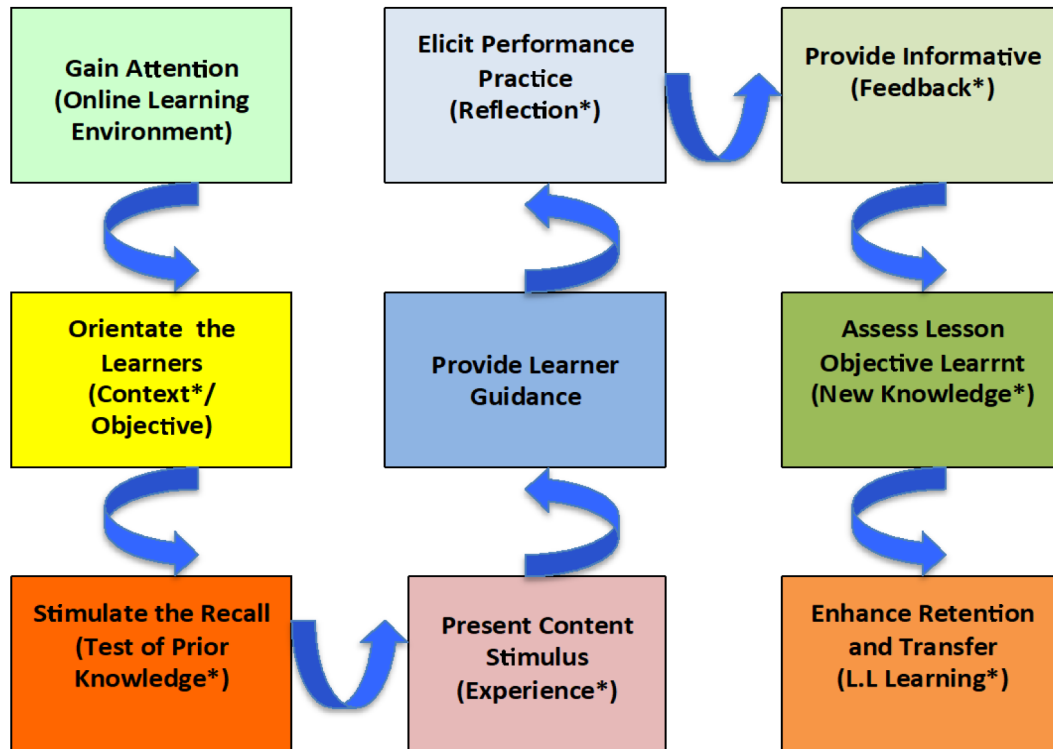 Gain Attention
(Online Learning
Environment)
Orientate the
Learners
(Context*/
Objective)
Stimulate the Recall
(Test of Prior
Knowledge*)
Present Content
Stimulus
(Experience*)
Provide Learner
Guidance
Elicit Performance
Practice
(Reflection*)
Provide Informative
(Feedback*)
Assess Lesson
Objective Learrnt
(New Knowledge*)
Enhance Retention
and Transfer
(L.L Learning*)